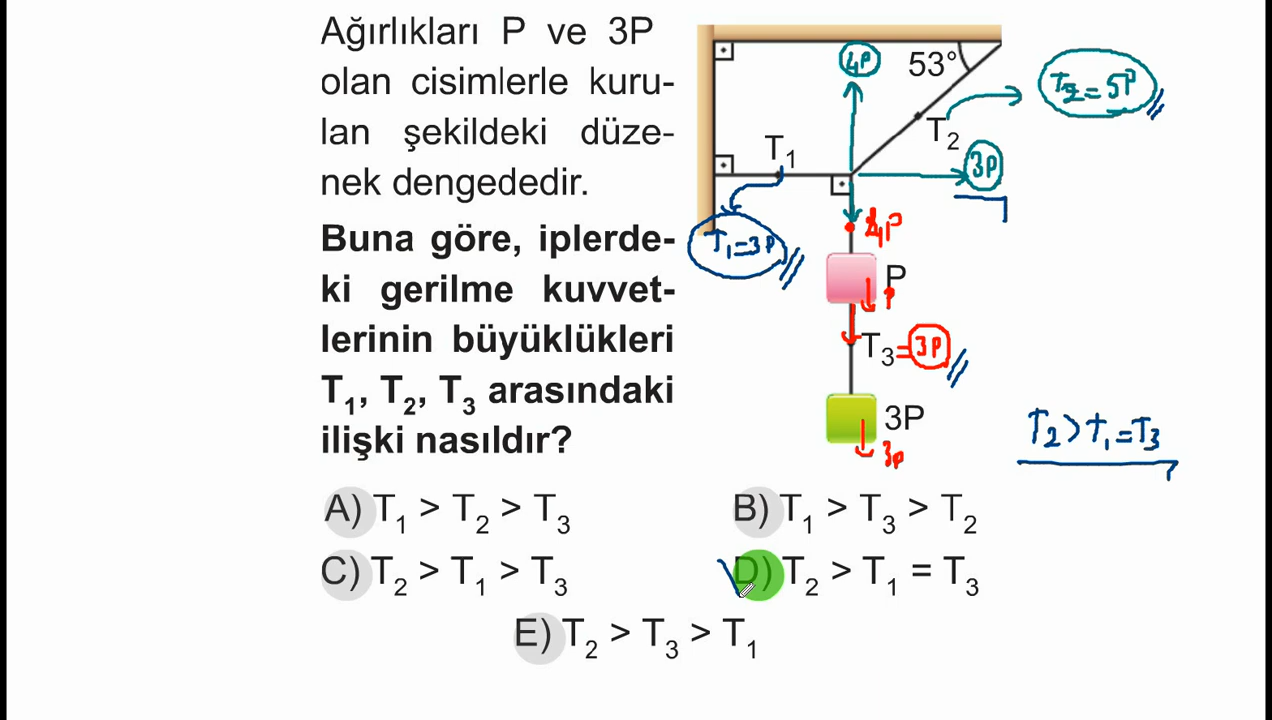 Ağırlıkları P ve 3P
olan cisimlerle kuru-
lan şekildeki düze-
nek dengededir.
Buna göre, iplerde-
ki gerilme kuvvet-
lerinin büyüklükleri
T₁, T₂, T₃ arasındaki
ilişki nasıldır?
4P
53°
T₂ = 5P
T₂
T₁
3P
T₁ = 3P
4P
P
P
T₃ = 3P
3P
3P
T₂ > T₁ = T₃
A) T₁ > T₂ > T₃
B) T₁ > T₃ > T₂
C) T₂ > T₁ > T₃
D) T₂ > T₁ = T₃
E) T₂ > T₃ > T₁